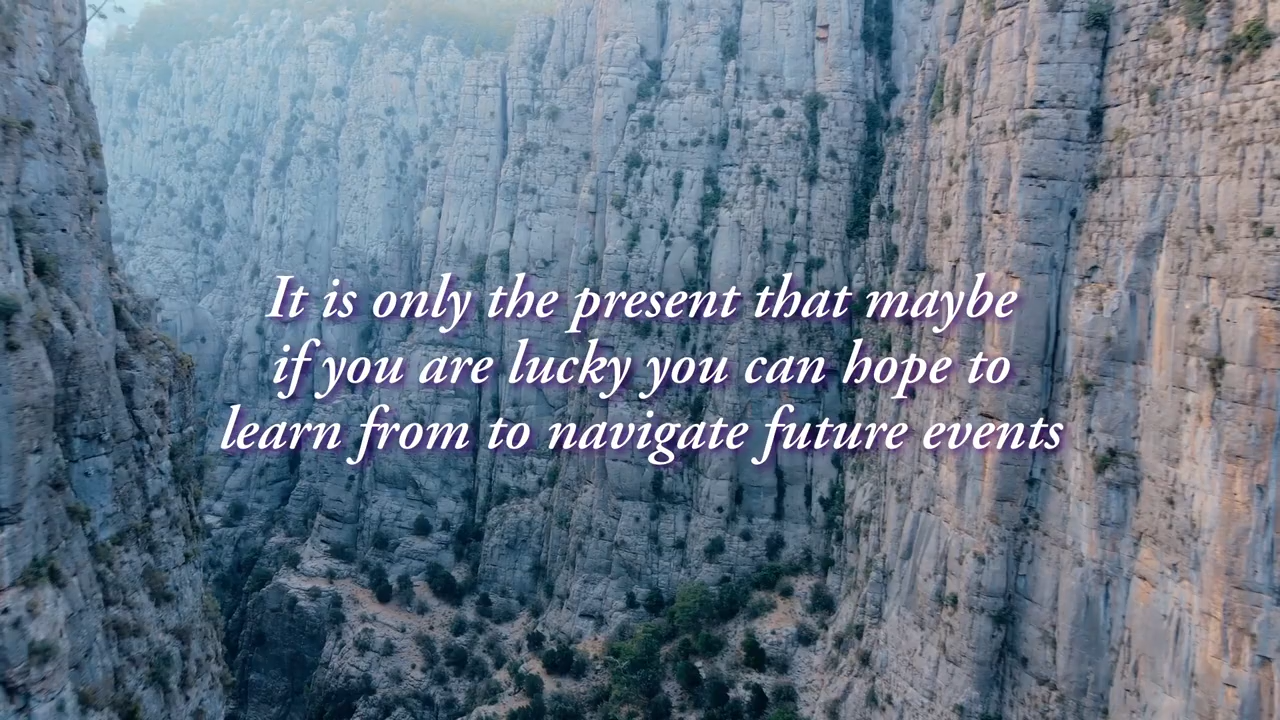 It is only the present that maybe
if you are lucky you can hope to
learn from to navigate future events